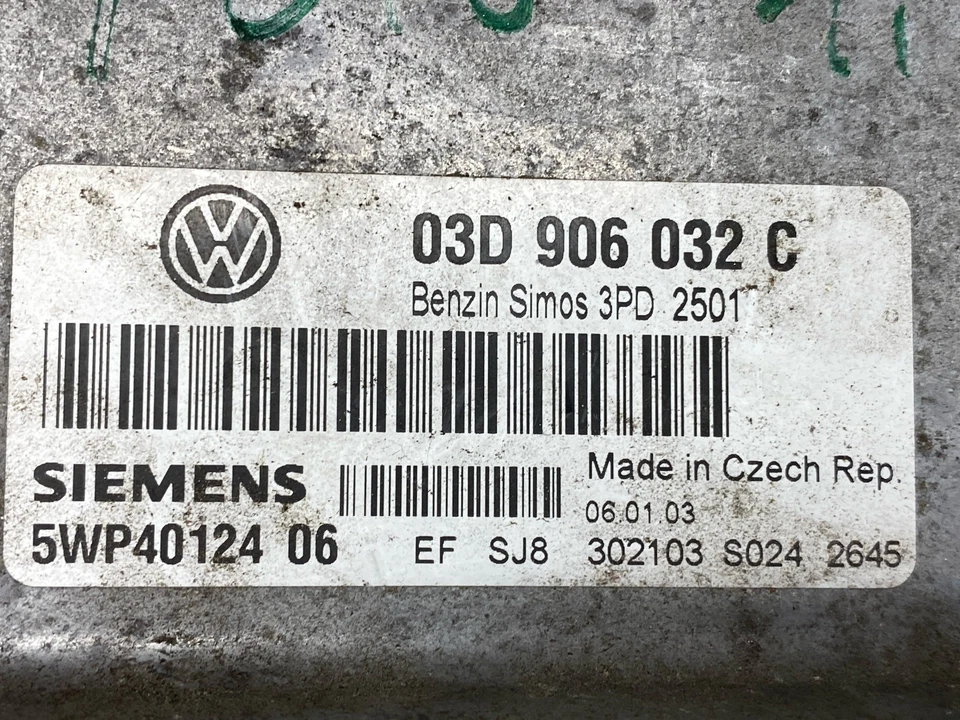 03D 906 032 C
Benzin Simos 3PD 2501
SIEMENS
Made in Czech Rep.
06.01.03
5WP40124 06
EF SJ8 302103 S024 2645